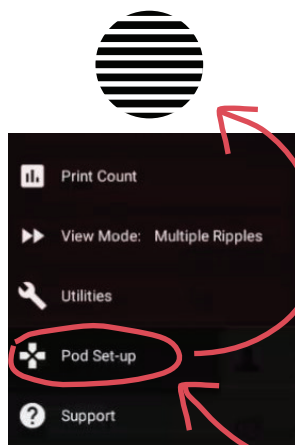 Print Count
View Mode: Multiple Ripples
Utilities
Pod Set-up
Support